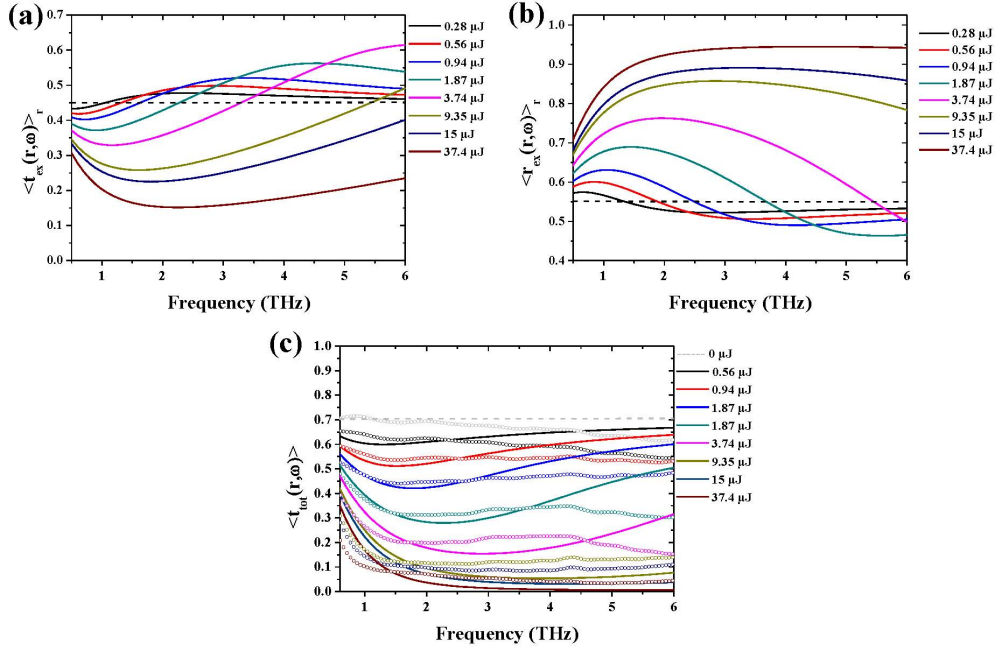 (a)
0.7
0.6
0.5
0.4
0.3
0.2
0.1
0.0
<t_ex(r,ω)>_r
1 2 3 4 5 6
Frequency (THz)
0.28 µJ
0.56 µJ
0.94 µJ
1.87 µJ
3.74 µJ
9.35 µJ
15 µJ
37.4 µJ
(b)
1.0
0.9
0.8
0.7
0.6
0.5
0.4
<r_ex(r,ω)>_r
1 2 3 4 5 6
Frequency (THz)
0.28 µJ
0.56 µJ
0.94 µJ
1.87 µJ
3.74 µJ
9.35 µJ
15 µJ
37.4 µJ
(c)
1.0
0.9
0.8
0.7
0.6
0.5
0.4
0.3
0.2
0.1
0.0
<t_tot(r,ω)>
1 2 3 4 5 6
Frequency (THz)
0 µJ
0.56 µJ
0.94 µJ
1.87 µJ
1.87 µJ
3.74 µJ
9.35 µJ
15 µJ
37.4 µJ